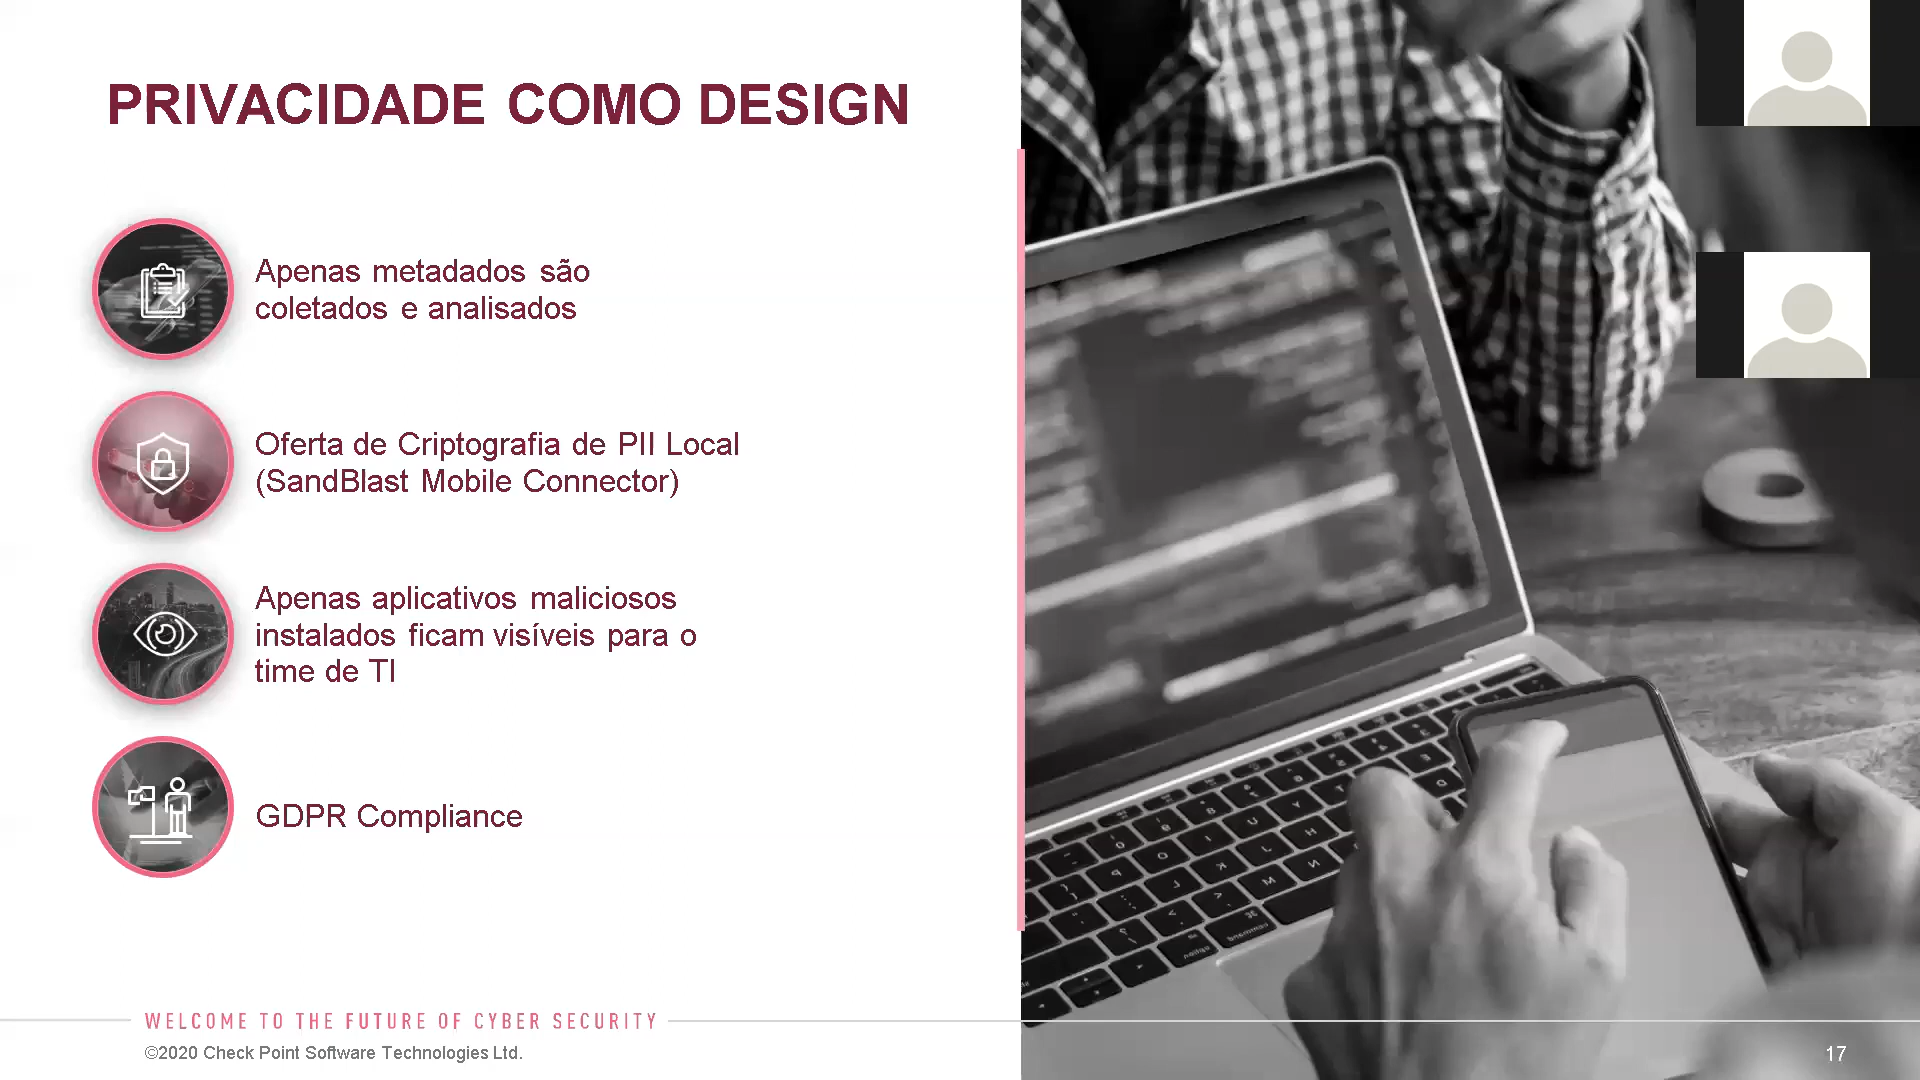 PRIVACIDADE COMO DESIGN
Apenas metadados são
coletados e analisados
Oferta de Criptografia de PII Local
(SandBlast Mobile Connector)
Apenas aplicativos maliciosos
instalados ficam visíveis para o
time de TI
GDPR Compliance
WELCOME TO THE FUTURE OF CYBER SECURITY
©2020 Check Point Software Technologies Ltd.
17